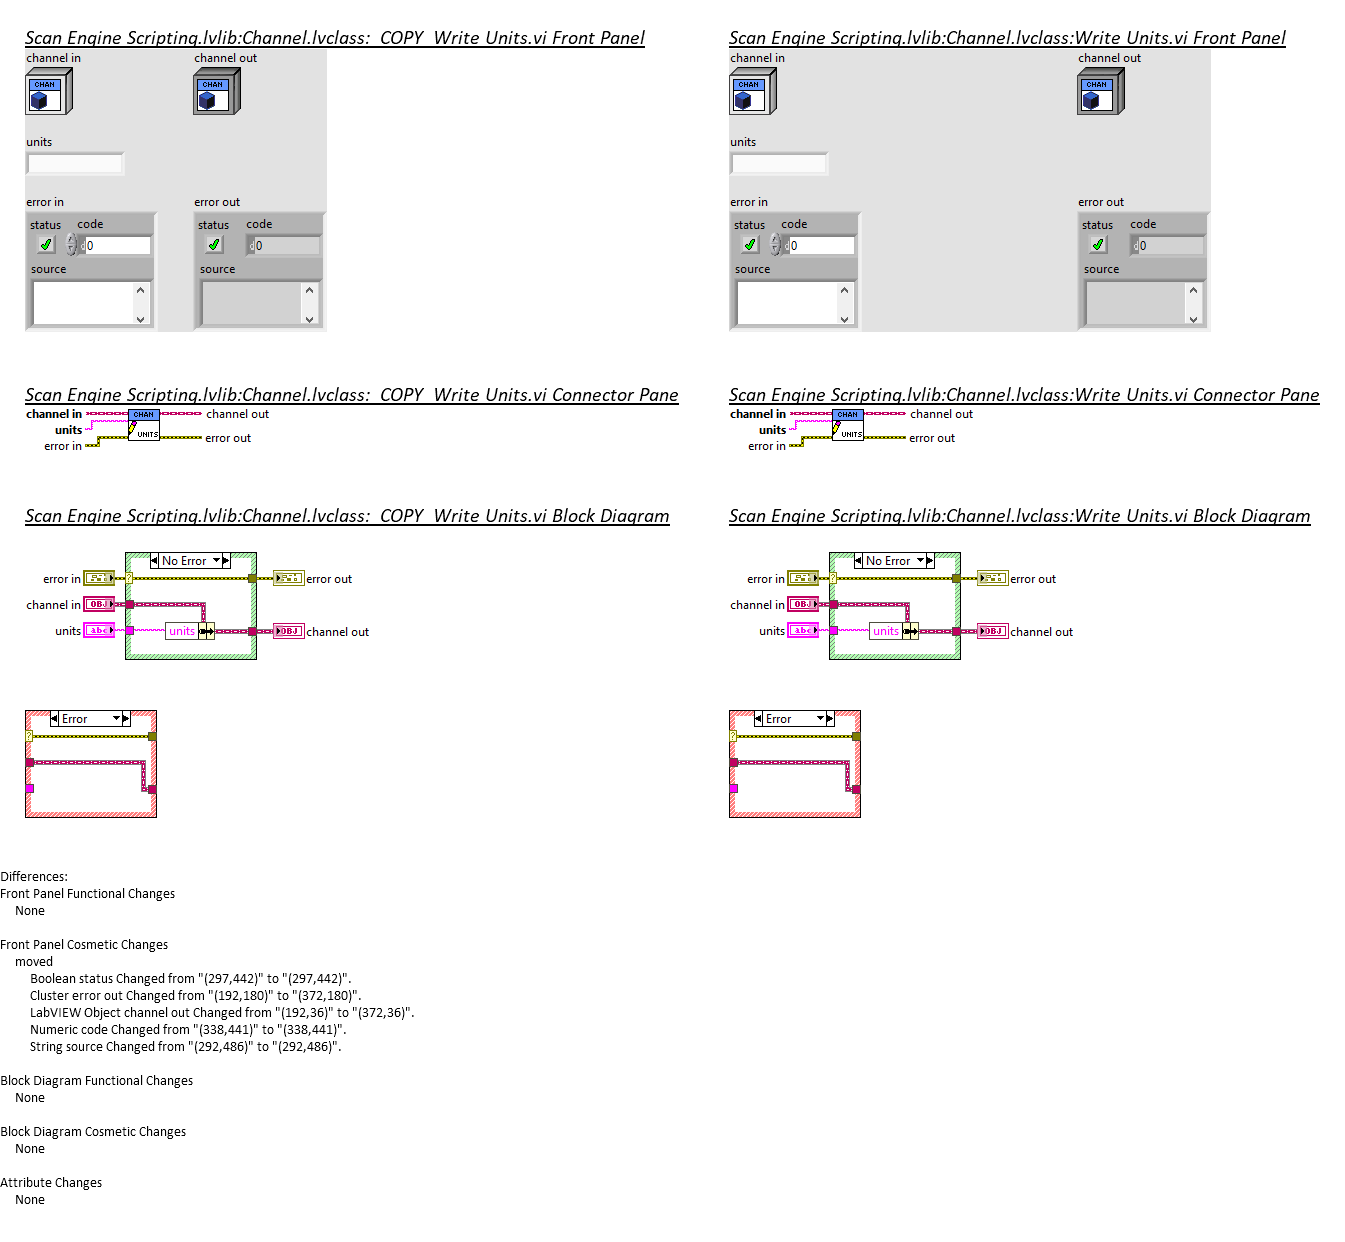 Scan Engine Scripting.lvlib:Channel.lvclass:_COPY_Write Units.vi Front Panel
channel in
channel out
CHAN
CHAN
units
error in
error out
status
code
status
code
d 0
d 0
source
source
Scan Engine Scripting.lvlib:Channel.lvclass:Write Units.vi Front Panel
channel in
channel out
CHAN
CHAN
units
error in
error out
status
code
status
code
d 0
d 0
source
source
Scan Engine Scripting.lvlib:Channel.lvclass:_COPY_Write Units.vi Connector Pane
channel in
CHAN
channel out
units
UNITS
error out
error in
Scan Engine Scripting.lvlib:Channel.lvclass:Write Units.vi Connector Pane
channel in
CHAN
channel out
units
UNITS
error out
error in
Scan Engine Scripting.lvlib:Channel.lvclass:_COPY_Write Units.vi Block Diagram
No Error
error in
?
error out
channel in
OBJ
units
abc
units
OBJ
channel out
Error
?
Scan Engine Scripting.lvlib:Channel.lvclass:Write Units.vi Block Diagram
No Error
error in
?
error out
channel in
OBJ
units
abc
units
OBJ
channel out
Error
?
Differences:
Front Panel Functional Changes
None
Front Panel Cosmetic Changes
moved
Boolean status Changed from "(297,442)" to "(297,442)".
Cluster error out Changed from "(192,180)" to "(372,180)".
LabVIEW Object channel out Changed from "(192,36)" to "(372,36)".
Numeric code Changed from "(338,441)" to "(338,441)".
String source Changed from "(292,486)" to "(292,486)".
Block Diagram Functional Changes
None
Block Diagram Cosmetic Changes
None
Attribute Changes
None